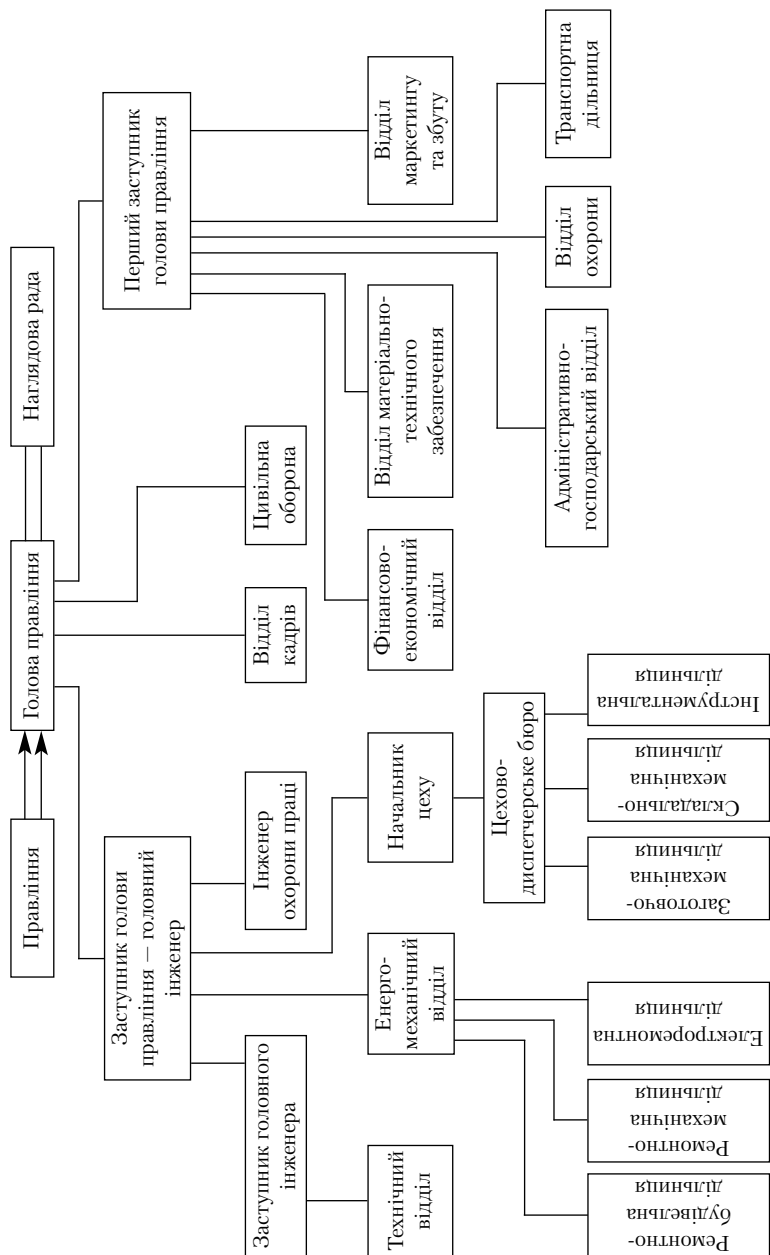 Правління
Голова правління
Наглядова рада
Заступник голови
правління — головний
інженер
Перший заступник
голови правління
Заступник головного
інженера
Інженер
охорони праці
Відділ
кадрів
Цивільна
оборона
Технічний
відділ
Енерго-
механічний
відділ
Начальник
цеху
Фінансово-
економічний
відділ
Відділ матеріально-
технічного
забезпечення
Відділ
маркетингу
та збуту
Цехово-
диспетчерське бюро
Адміністративно-
господарський відділ
Відділ
охорони
Транспортна
дільниця
Ремонтно-
будівельна
дільниця
Ремонтно-
механічна
дільниця
Електроремонтна
дільниця
Заготовчо-
механічна
дільниця
Складально-
механічна
дільниця
Інструментальна
дільниця